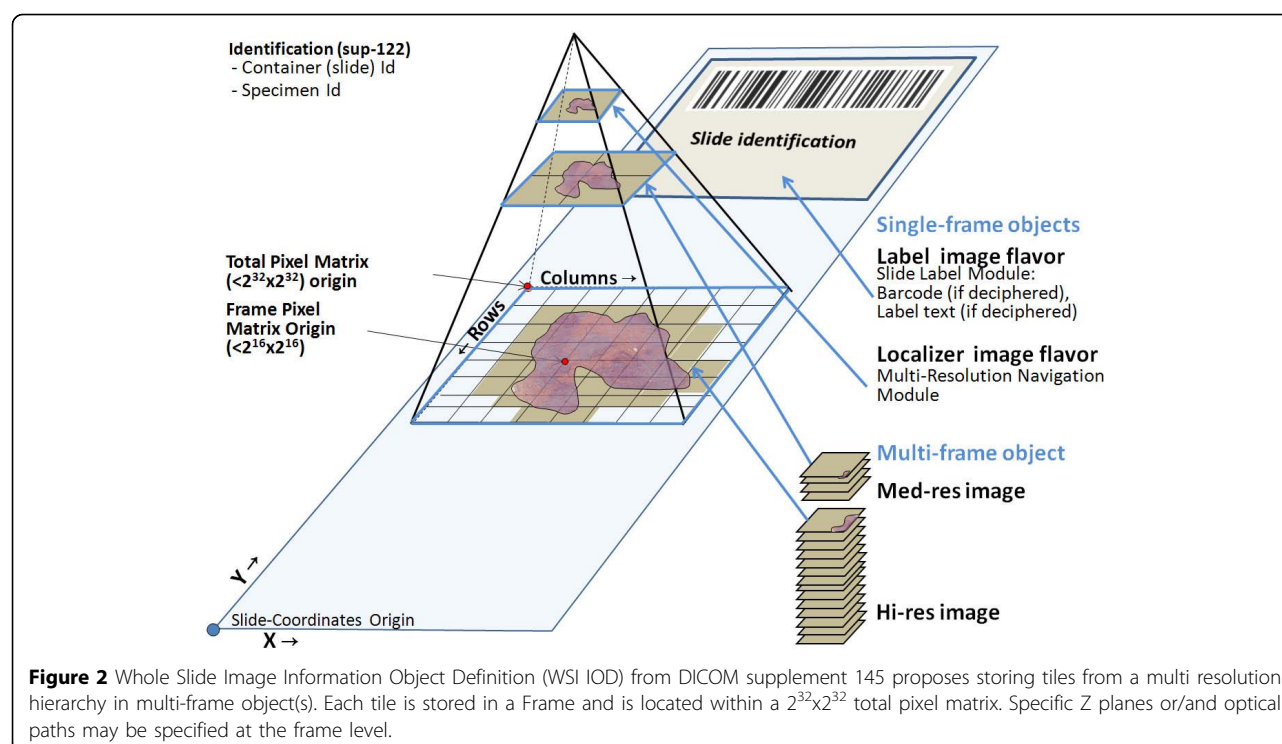 Identification (sup-122)
- Container (slide) Id
- Specimen Id
Slide identification
Total Pixel Matrix
(<2³²x2³²) origin
Frame Pixel
Matrix Origin
(<2¹⁶x2¹⁶)
Columns →
← Rows
Single-frame objects
Label image flavor
Slide Label Module:
Barcode (if deciphered),
Label text (if deciphered)
Localizer image flavor
Multi-Resolution Navigation
Module
Multi-frame object
Med-res image
Hi-res image
Y →
Slide-Coordinates Origin
X →
Figure 2 Whole Slide Image Information Object Definition (WSI IOD) from DICOM supplement 145 proposes storing tiles from a multi resolution
hierarchy in multi-frame object(s). Each tile is stored in a Frame and is located within a 2³²x2³² total pixel matrix. Specific Z planes or/and optical
paths may be specified at the frame level.